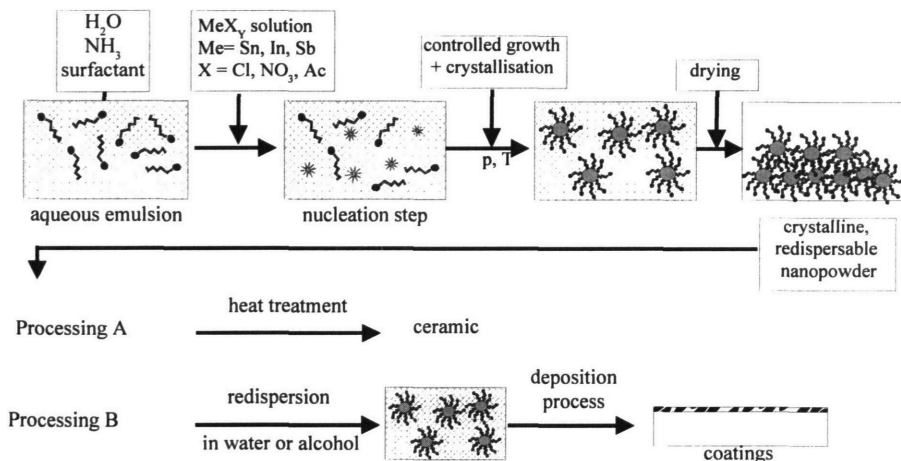 H₂O
NH₃
surfactant
MeX_Y solution
Me= Sn, In, Sb
X = Cl, NO₃, Ac
controlled growth
+ crystallisation
drying
p, T
aqueous emulsion
nucleation step
crystalline,
redispersable
nanopowder
Processing A
heat treatment
ceramic
Processing B
redispersion
in water or alcohol
deposition
process
coatings